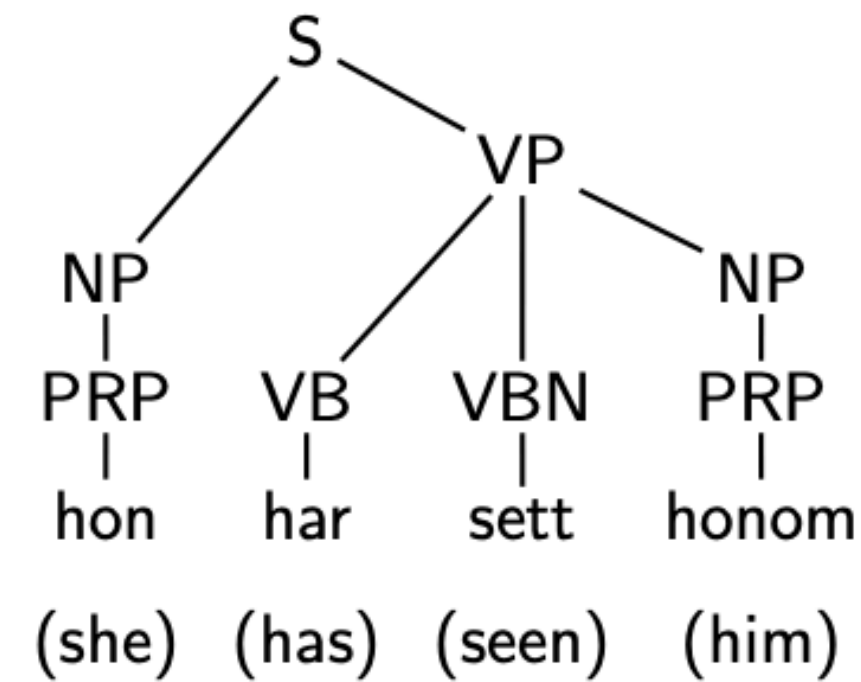 S
VP
NP NP
PRP VB VBN PRP
hon har sett honom
(she) (has) (seen) (him)